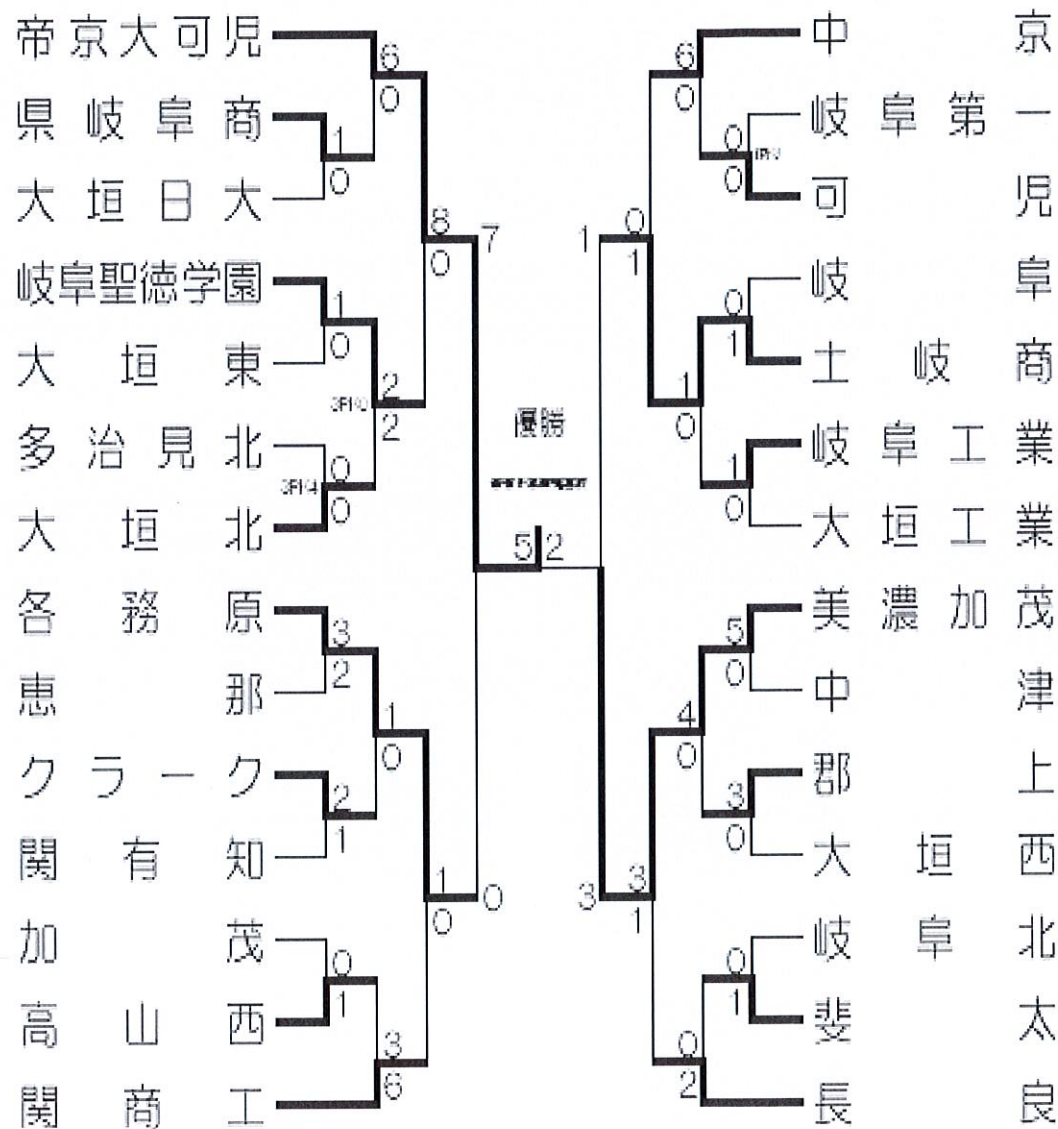 帝京大可児
6
0
県岐阜商
1
0
大垣日大
8
0
7
岐阜聖徳学園
1
0
大垣東
2
2
多治見北
0
0
大垣北
各務原
3
2
恵那
1
0
クラーク
2
1
関有知
1
0
0
加茂
0
1
高山西
3
6
関商工
優勝
5 2
中京
6
0
岐阜第一
0
0
可児
1
0
1
岐阜
0
1
土岐商
1
0
岐阜工業
1
0
大垣工業
美濃加茂
5
0
中津
4
0
郡上
3
0
大垣西
3
3
1
岐阜北
0
1
斐太
0
2
長良